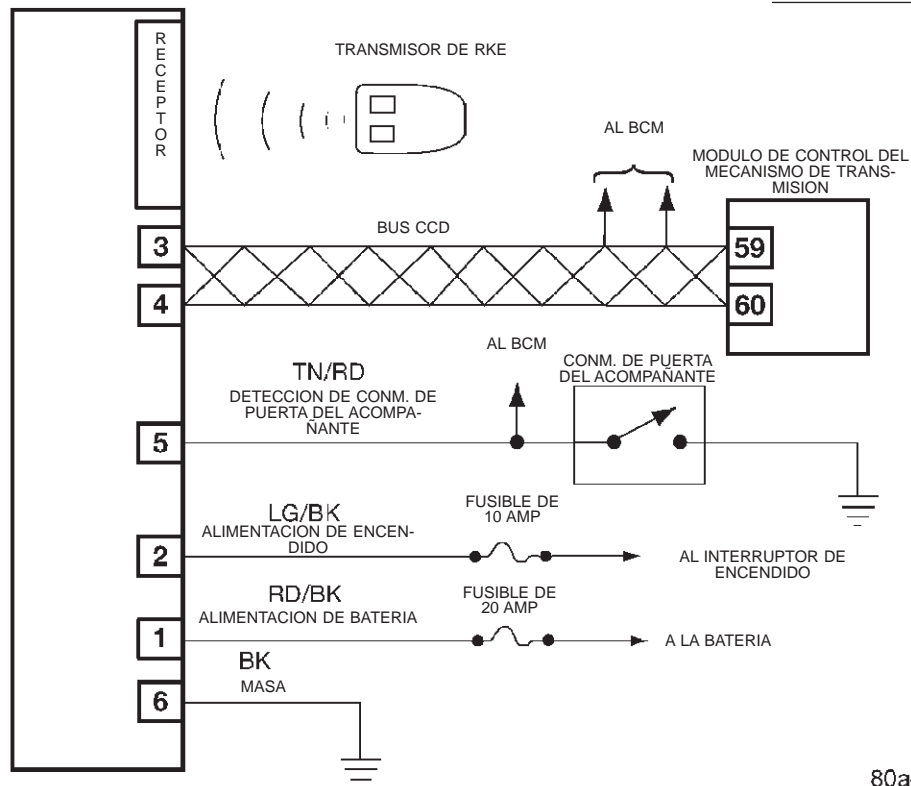 RECEPTOR
TRANSMISOR DE RKE
AL BCM
MODULO DE CONTROL DEL
MECANISMO DE TRANS-
MISION
3
BUS CCD
59
4
60
AL BCM
CONM. DE PUERTA
DEL ACOMPAÑANTE
TN/RD
DETECCION DE CONM. DE
PUERTA DEL ACOMPA-
ÑANTE
5
LG/BK
ALIMENTACION DE ENCEN-
DIDO
FUSIBLE DE
10 AMP
2
AL INTERRUPTOR DE
ENCENDIDO
RD/BK
ALIMENTACION DE BATERIA
FUSIBLE DE
20 AMP
1
A LA BATERIA
BK
MASA
6
80a